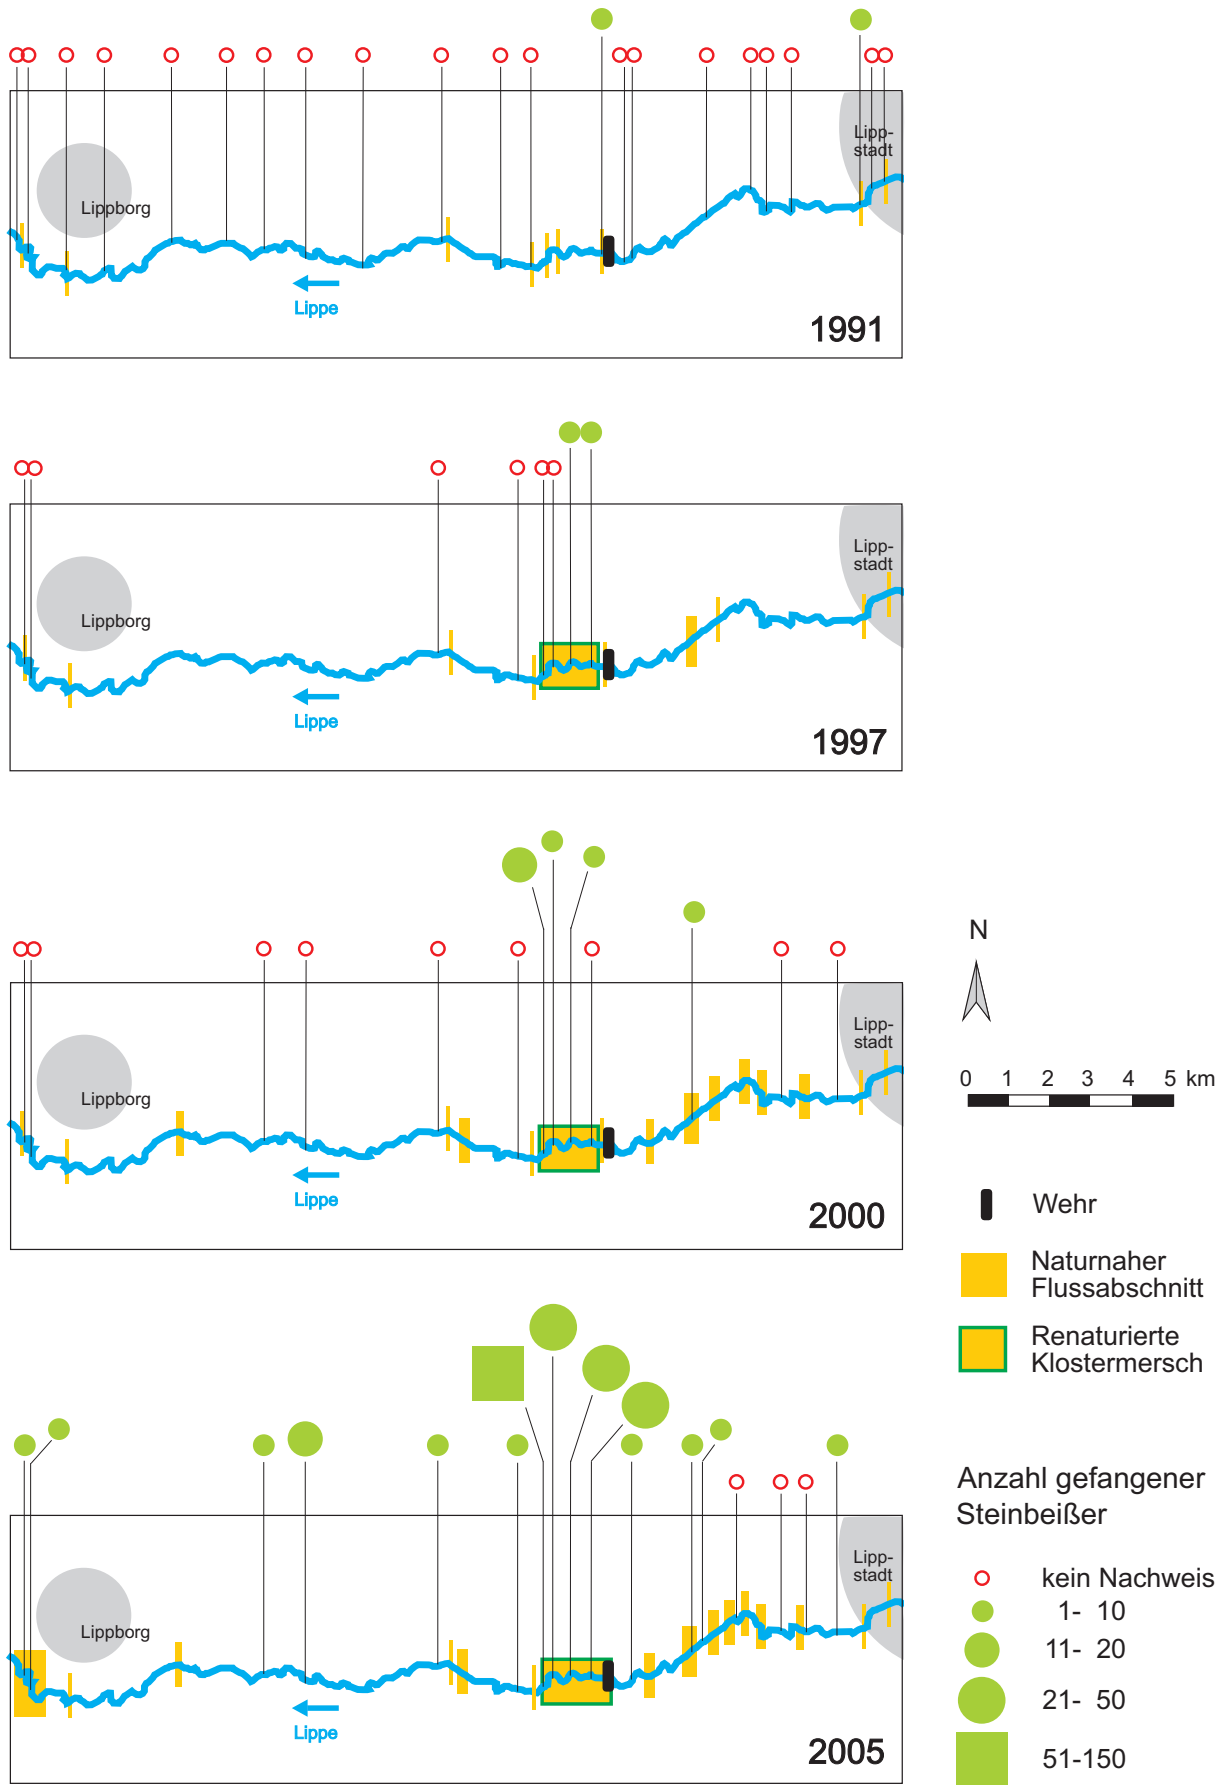 Lipp-
stadt
Lippborg
Lippe
1991
Lipp-
stadt
Lippborg
Lippe
1997
Lipp-
stadt
Lippborg
Lippe
2000
Lipp-
stadt
Lippborg
Lippe
2005
N
0 1 2 3 4 5 km
Wehr
Naturnaher
Flussabschnitt
Renaturierte
Klostermersch
Anzahl gefangener
Steinbeißer
kein Nachweis
1- 10
11- 20
21- 50
51-150